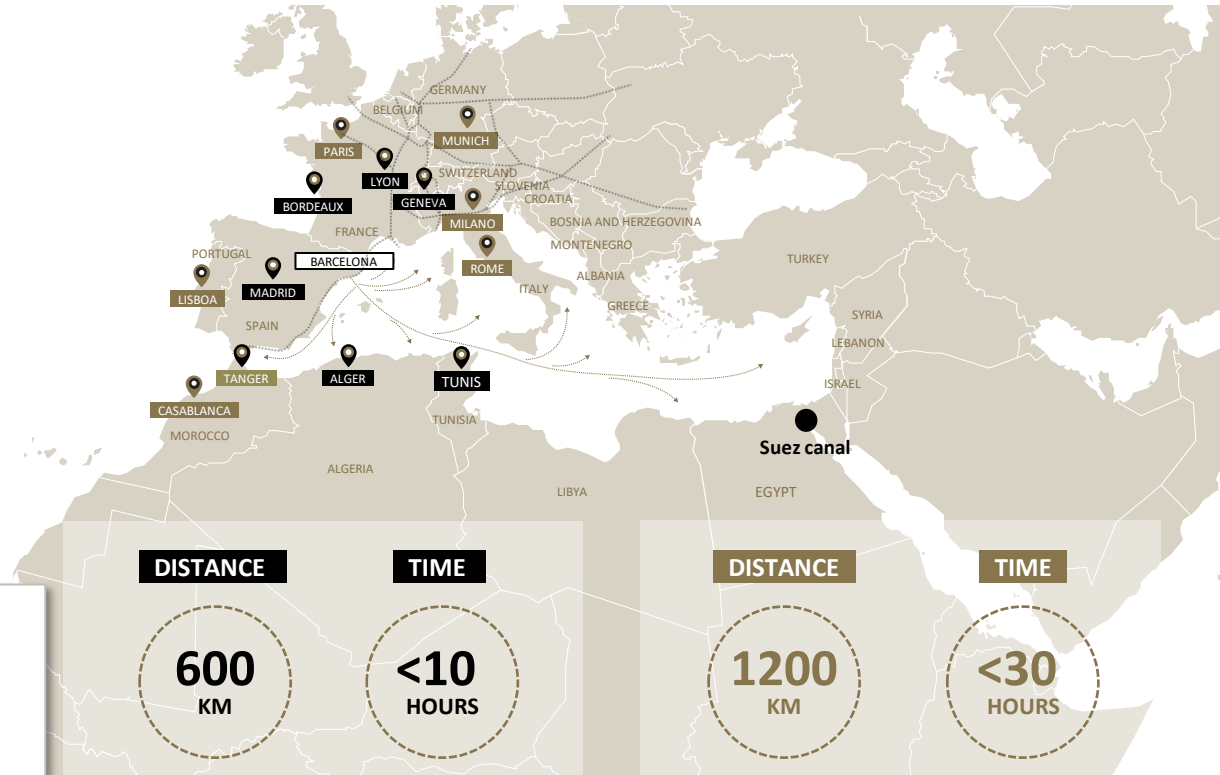 GERMANY
BELGIUM
MUNICH
PARIS
LYON
SWITZERLAND
SLOVENIA
GENEVA
CROATIA
BORDEAUX
MILANO
BOSNIA AND HERZEGOVINA
FRANCE
MONTENEGRO
PORTUGAL
BARCELONA
ROME
TURKEY
ALBANIA
MADRID
ITALY
LISBOA
GREECE
SYRIA
SPAIN
LEBANON
TANGER
ALGER
TUNIS
ISRAEL
CASABLANCA
TUNISIA
MOROCCO
Suez canal
ALGERIA
LIBYA
EGYPT
DISTANCE
TIME
600
KM
<10
HOURS
DISTANCE
TIME
1200
KM
<30
HOURS